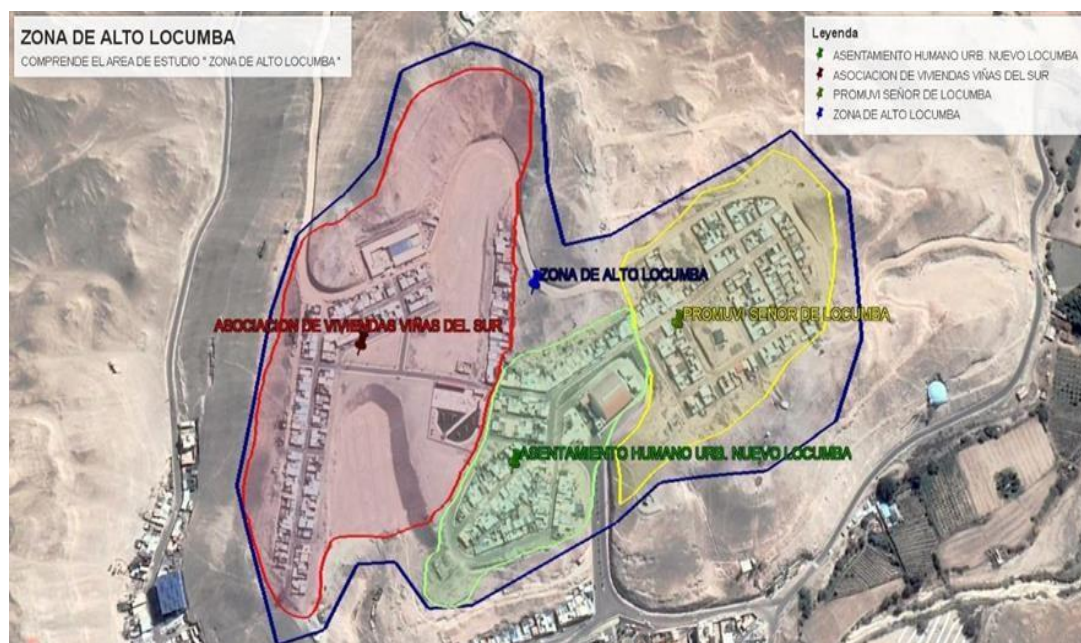 ZONA DE ALTO LOCUMBA
COMPRENDE EL AREA DE ESTUDIO " ZONA DE ALTO LOCUMBA "
Leyenda
ASENTAMIENTO HUMANO URB. NUEVO LOCUMBA
ASOCIACION DE VIVIENDAS VIÑAS DEL SUR
PROMUVI SEÑOR DE LOCUMBA
ZONA DE ALTO LOCUMBA
ZONA DE ALTO LOCUMBA
PROMUVI SEÑOR DE LOCUMBA
ASOCIACION DE VIVIENDAS VIÑAS DEL SUR
ASENTAMIENTO HUMANO URB. NUEVO LOCUMBA